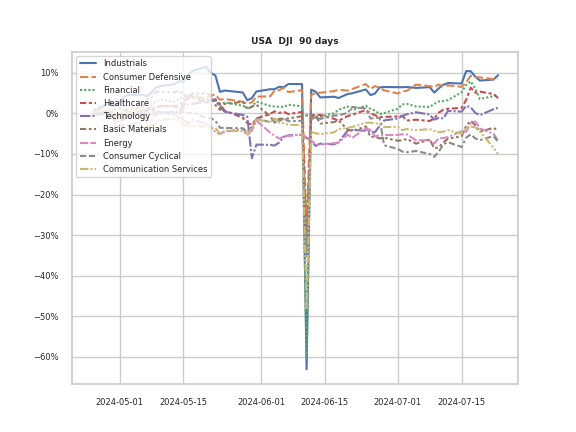 USA DJI 90 days
Industrials
Consumer Defensive
Financial
Healthcare
Technology
Basic Materials
Energy
Consumer Cyclical
Communication Services
10%
0%
−10%
−20%
−30%
−40%
−50%
−60%
2024-05-01 2024-05-15 2024-06-01 2024-06-15 2024-07-01 2024-07-15